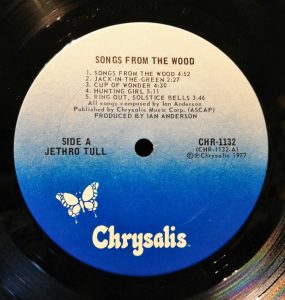 SONGS FROM THE WOOD
1. SONGS FROM THE WOOD 4:52
2. JACK-IN-THE-GREEN 2:27
3. CUP OF WONDER 4:30
4. HUNTING GIRL 5:11
5. RING OUT, SOLSTICE BELLS 3:46
All songs composed by Ian Anderson
Published by Chrysalis Music Corp. (ASCAP)
PRODUCED BY IAN ANDERSON
SIDE A
JETHRO TULL
CHR-1132
(CHR-1132-A)
©℗Chrysalis 1977
Chrysalis TM